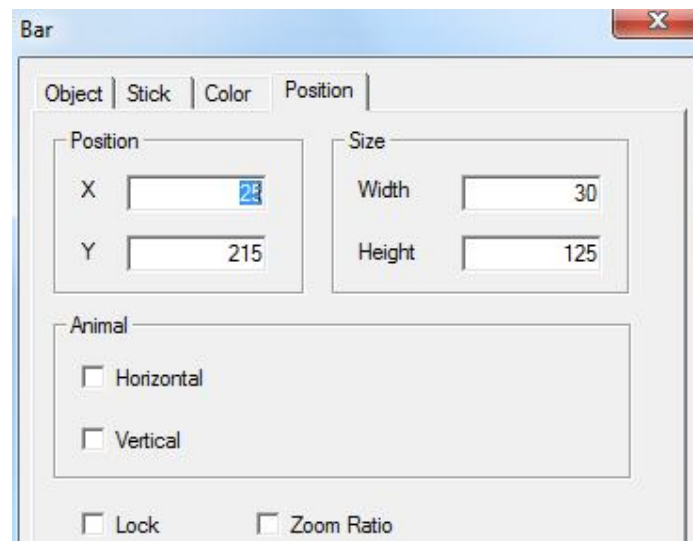 Bar
Object Stick Color Position
Position
X 25
Y 215
Size
Width 30
Height 125
Animal
Horizontal
Vertical
Lock Zoom Ratio